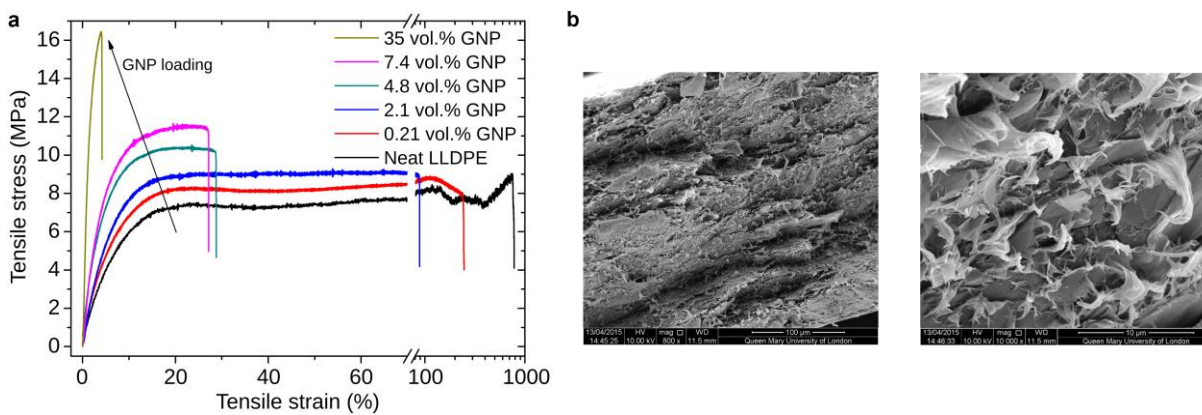 a
b
16
14
12
10
8
6
4
2
0
Tensile stress (MPa)
GNP loading
35 vol.% GNP
7.4 vol.% GNP
4.8 vol.% GNP
2.1 vol.% GNP
0.21 vol.% GNP
Neat LLDPE
0 20 40 60 100 1000
Tensile strain (%)
13/04/2015 HV mag □ WD 100 µm
14:45:25 10.00 kV 800 x 11.5 mm Queen Mary University of London
13/04/2015 HV mag □ WD 10 µm
14:46:33 10.00 kV 10 000 x 11.5 mm Queen Mary University of London